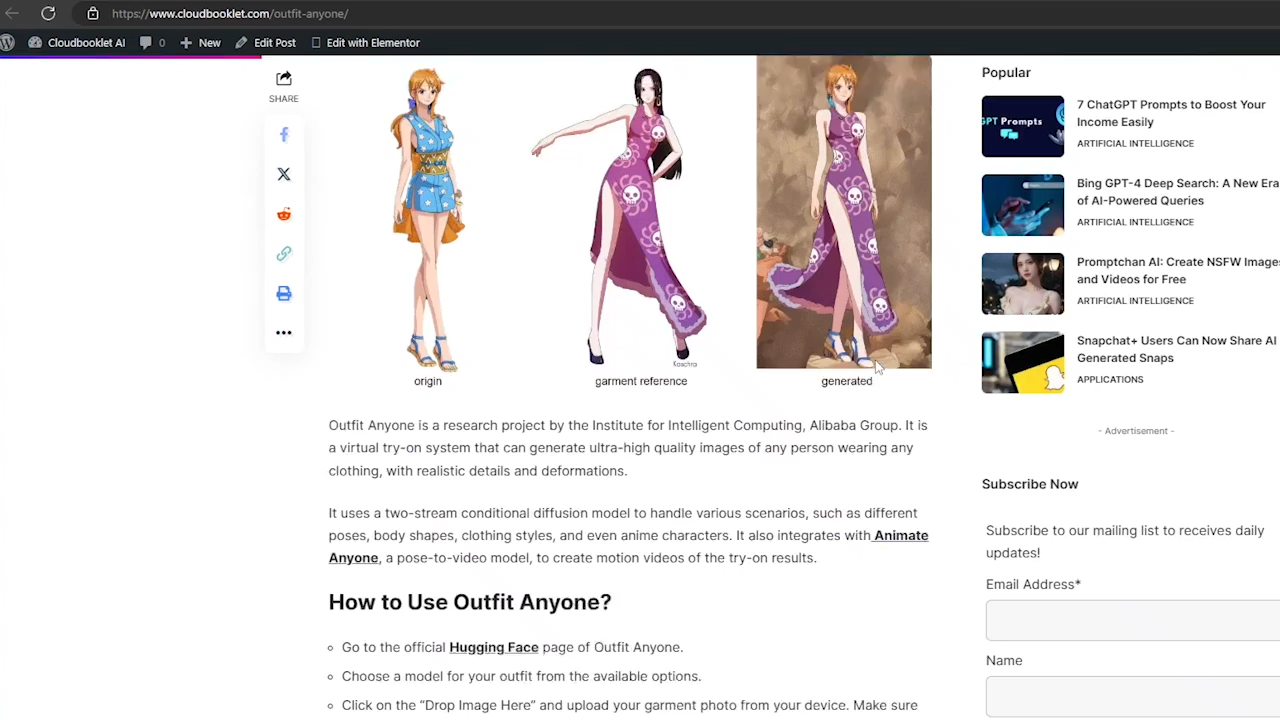 https://www.cloudbooklet.com/outfit-anyone/
Cloudbooklet AI
0
New
Edit Post
Edit with Elementor
SHARE
Koschra
origin
garment reference
generated
Outfit Anyone is a research project by the Institute for Intelligent Computing, Alibaba Group. It is
a virtual try-on system that can generate ultra-high quality images of any person wearing any
clothing, with realistic details and deformations.
It uses a two-stream conditional diffusion model to handle various scenarios, such as different
poses, body shapes, clothing styles, and even anime characters. It also integrates with Animate
Anyone, a pose-to-video model, to create motion videos of the try-on results.
How to Use Outfit Anyone?
Go to the official Hugging Face page of Outfit Anyone.
Choose a model for your outfit from the available options.
Click on the “Drop Image Here” and upload your garment photo from your device. Make sure
Popular
GPT Prompts
7 ChatGPT Prompts to Boost Your
Income Easily
ARTIFICIAL INTELLIGENCE
Bing GPT-4 Deep Search: A New Era
of AI-Powered Queries
ARTIFICIAL INTELLIGENCE
Promptchan AI: Create NSFW Images
and Videos for Free
ARTIFICIAL INTELLIGENCE
Snapchat+ Users Can Now Share AI
Generated Snaps
APPLICATIONS
- Advertisement -
Subscribe Now
Subscribe to our mailing list to receives daily
updates!
Email Address*
Name